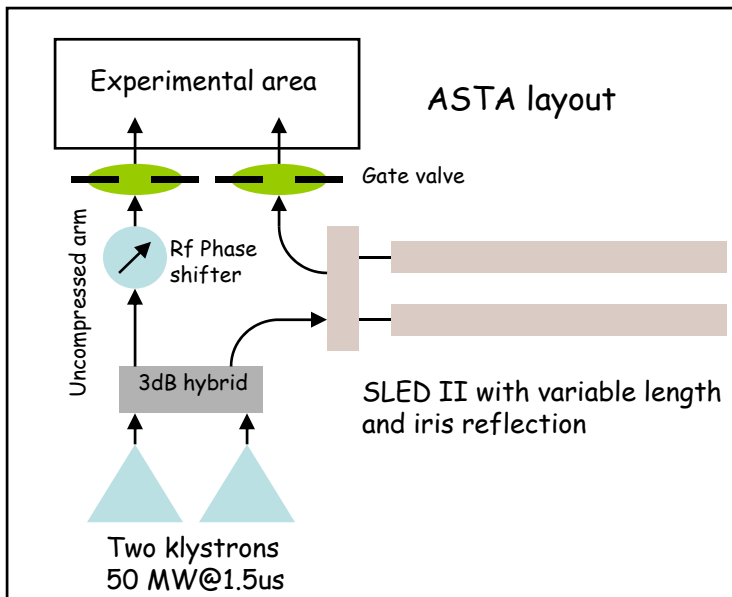 Experimental area
ASTA layout
Gate valve
Uncompressed arm
Rf Phase
shifter
3dB hybrid
SLED II with variable length
and iris reflection
Two klystrons
50 MW@1.5us